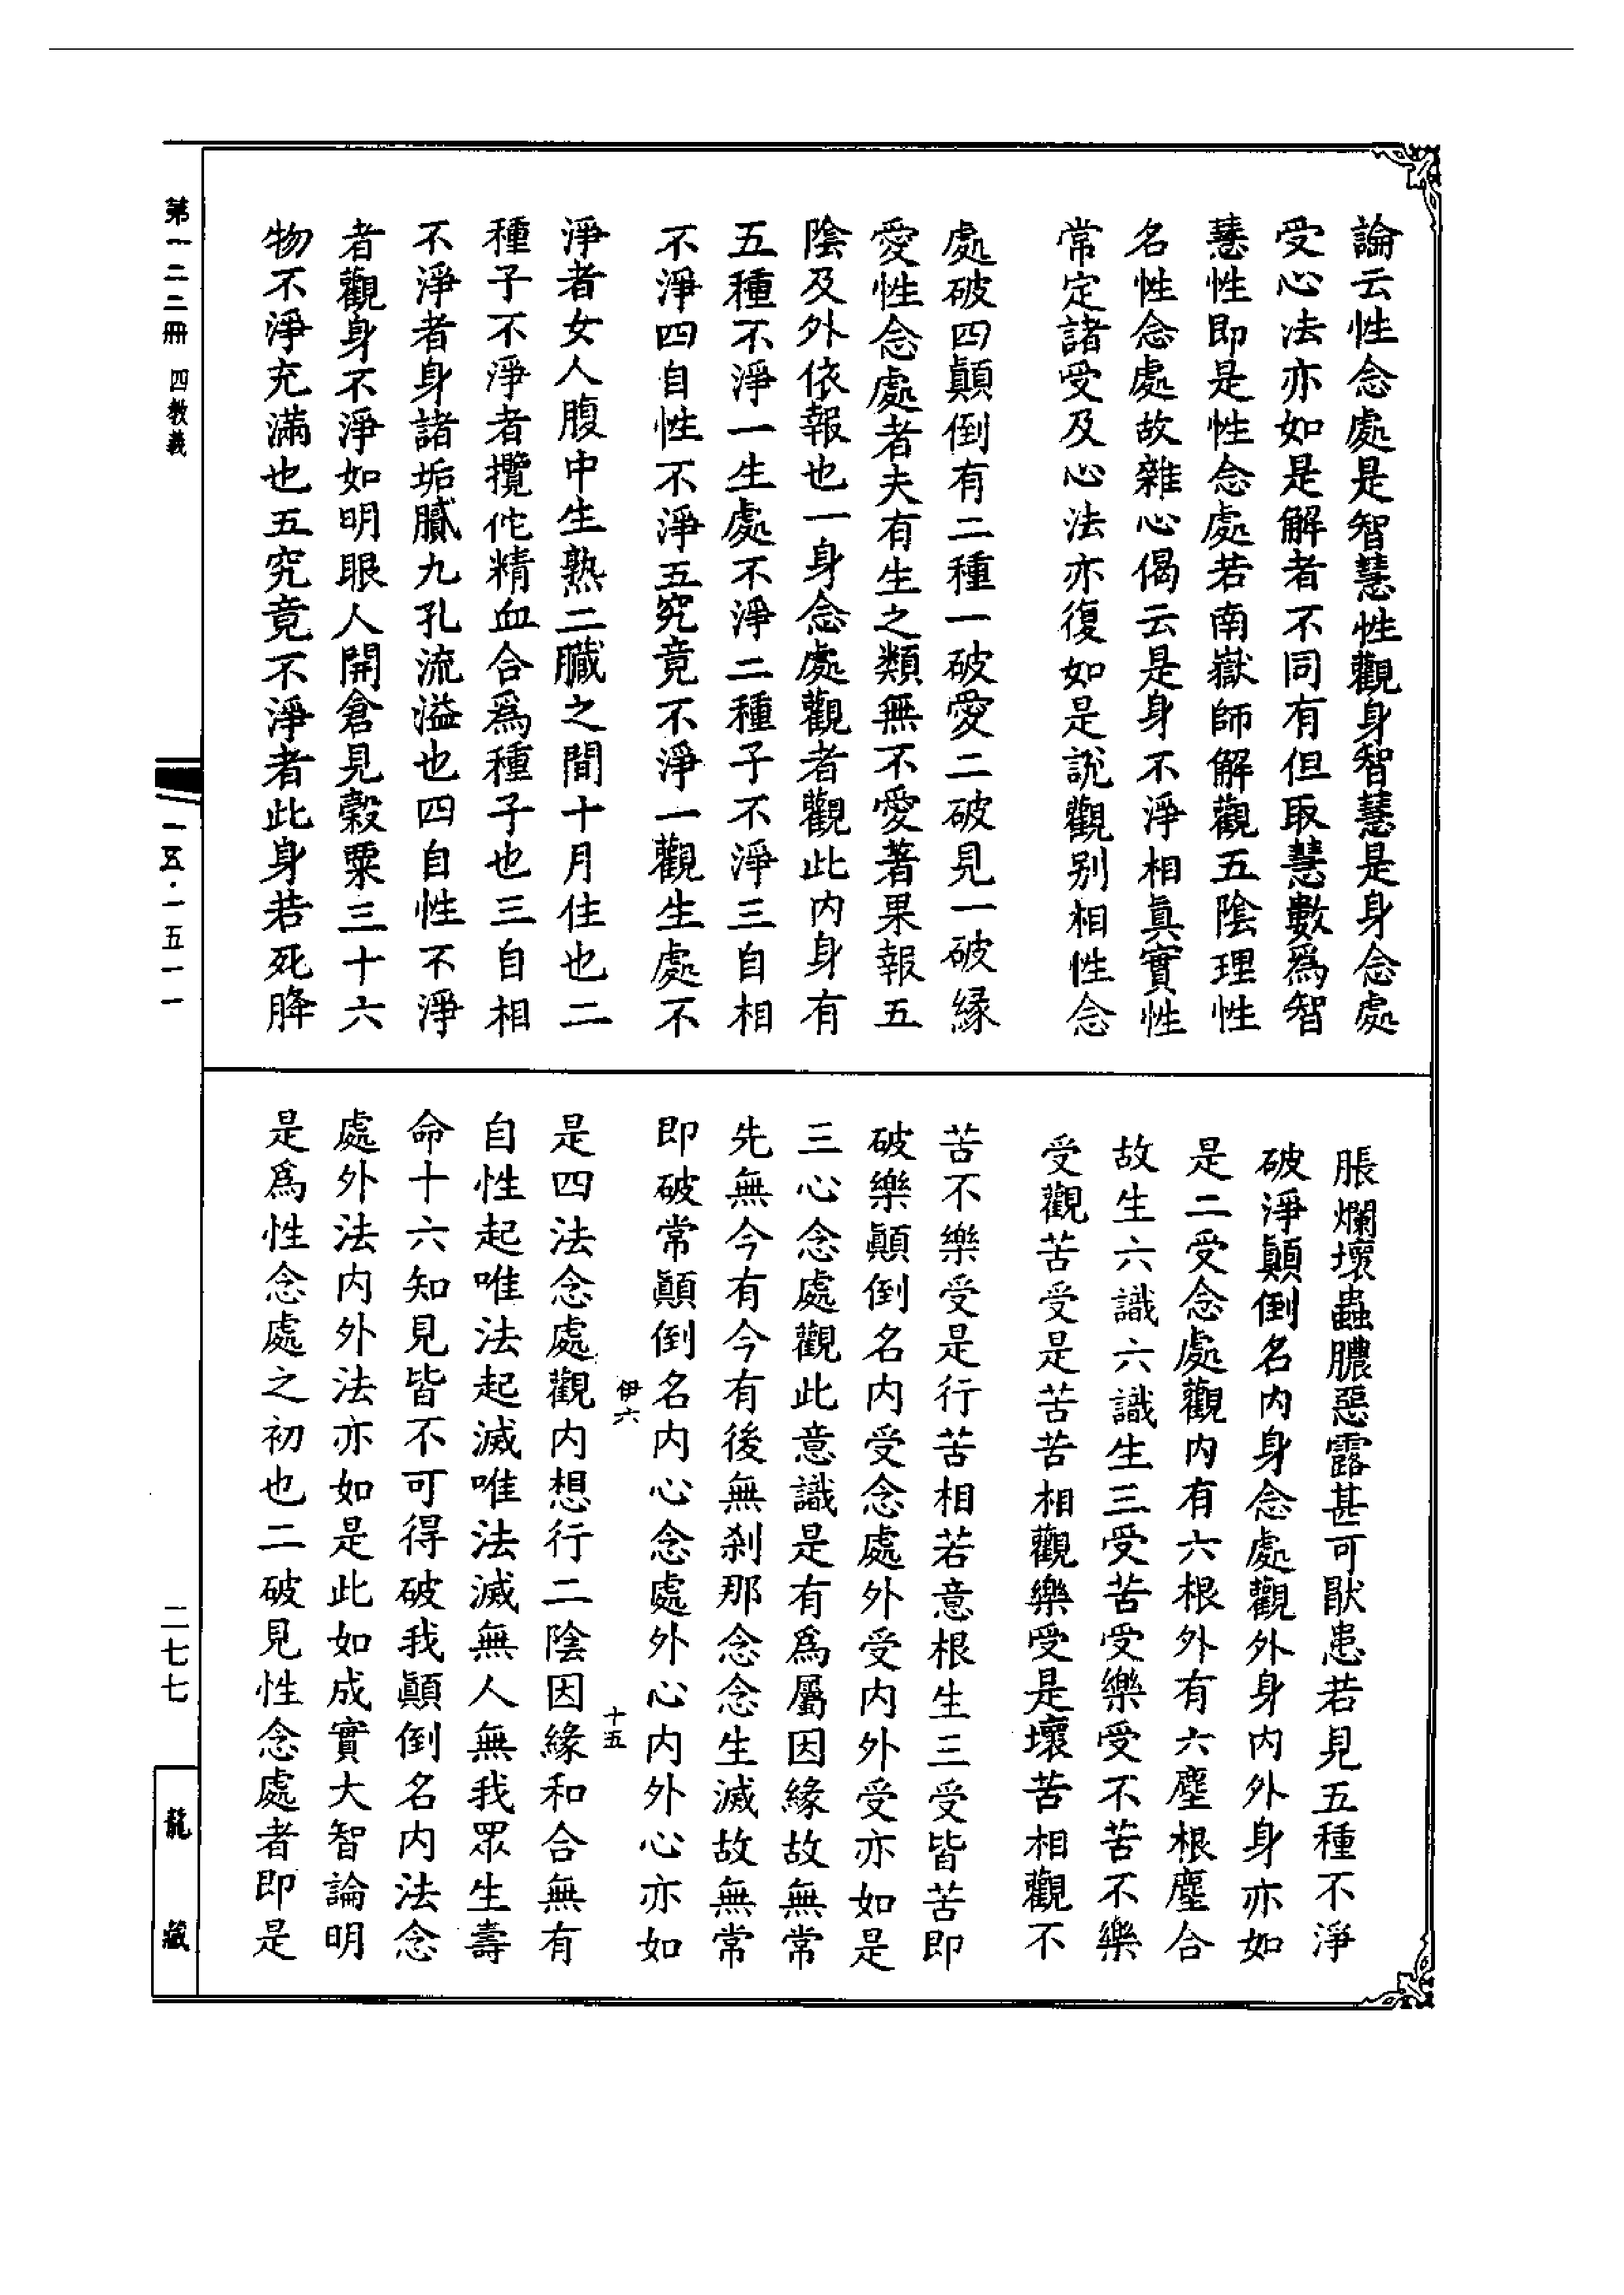 論云性念處是智慧性觀身智慧是身念處
受心法亦如是解者不同有但取慧數爲智
慧性即是性念處若南嶽師解觀五陰理性
名性念處故雜心偈云是身不淨相眞實性
常定諸受及心法亦復如是說觀别相性念
處破四顛倒有二種一破愛二破見一破緣
愛性念處者夫有生之類無不愛著果報五
陰及外依報也一身念處觀者觀此内身有
五種不淨一生處不淨二種子不淨三自相
不淨四自性不淨五究竟不淨一觀生處不
淨者女人腹中生熟二臟之間十月住也二
種子不淨者攬佗精血合爲種子也三自相
不淨者身諸垢膩九孔流溢也四自性不淨
者觀身不淨如明眼人開倉見穀粟三十六
物不淨充滿也五究竟不淨者此身若死胮
脹爛壞蟲膿惡露甚可猒患若見五種不淨
破淨顛倒名内身念處觀外身内外身亦如
是二受念處觀内有六根外有六塵根塵合
故生六識六識生三受苦受樂受不苦不樂
受觀苦受是苦苦相觀樂受是壞苦相觀不
苦不樂受是行苦相若意根生三受皆苦即
破樂顛倒名内受念處外受内外受亦如是
三心念處觀此意識是有爲屬因緣故無常
先無今有今有後無刹那念念生滅故無常
即破常顛倒名内心念處外心内外心亦如
伊六
十五
是四法念處觀内想行二陰因緣和合無有
自性起唯法起滅唯法滅無人無我眾生壽
命十六知見皆不可得破我顛倒名内法念
處外法内外法亦如是此如成實大智論明
是爲性念處之初也二破見性念處者即是
第一二二冊 四教義
一五·一五一一
二七七
龍藏